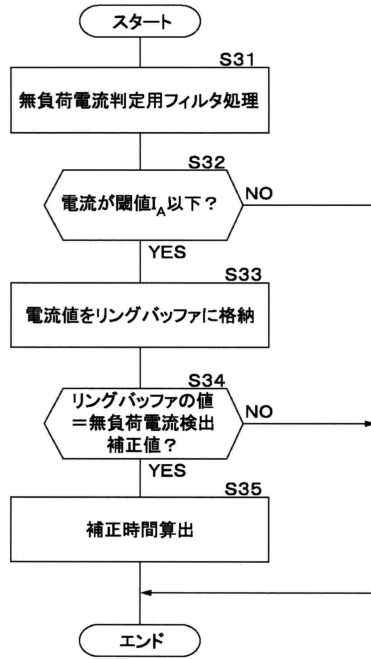 スタート
S31
無負荷電流判定用フィルタ処理
S32
電流が閾値IA以下？
NO
YES
S33
電流値をリングバッファに格納
S34
リングバッファの値
＝無負荷電流検出
補正値？
NO
YES
S35
補正時間算出
エンド